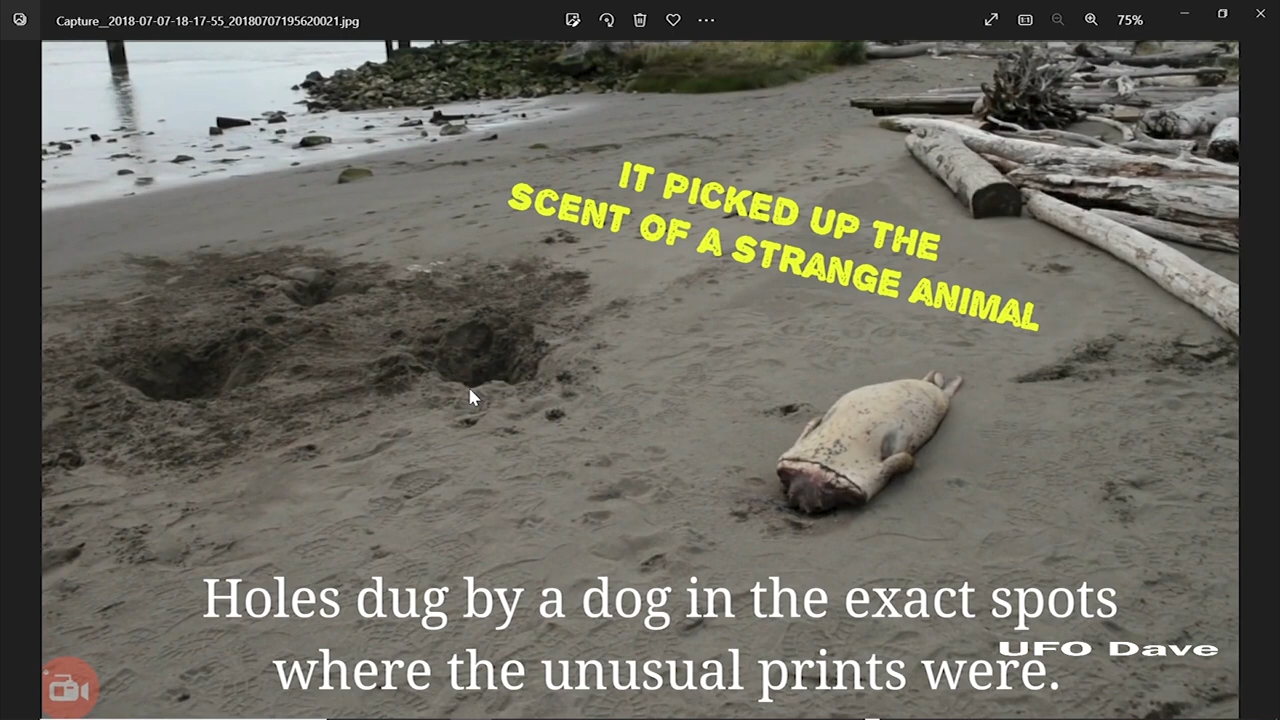 Capture__2018-07-07-18-17-55_20180707195620021.jpg
75%
IT PICKED UP THE
SCENT OF A STRANGE ANIMAL
Holes dug by a dog in the exact spots
where the unusual prints were.
UFO Dave